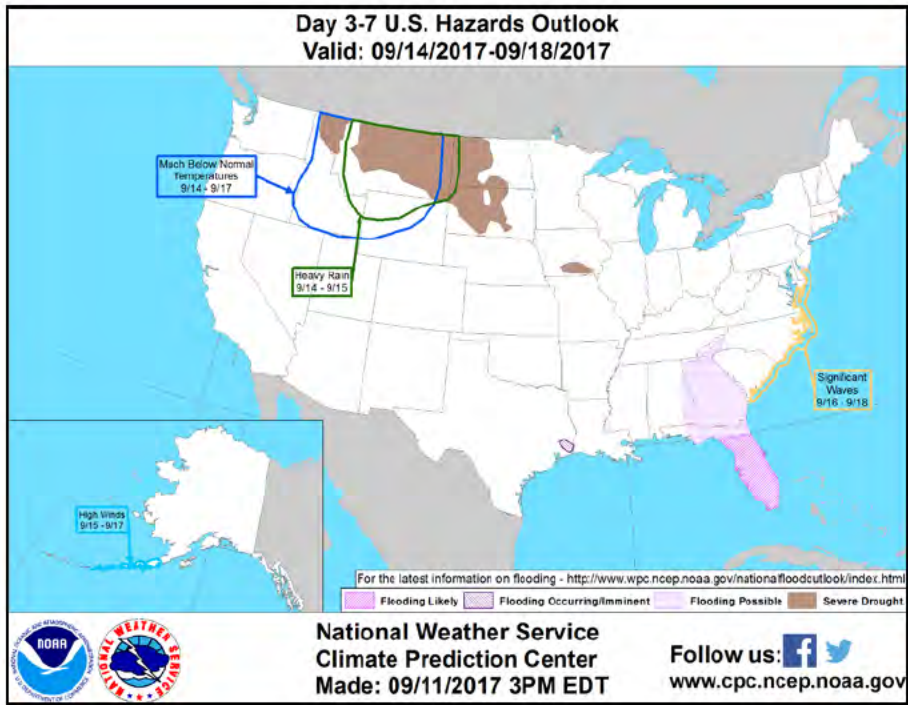 Day 3-7 U.S. Hazards Outlook
Valid: 09/14/2017-09/18/2017
Much Below Normal
Temperatures
9/14 - 9/17
Heavy Rain
9/14 - 9/15
Significant
Waves
9/16 - 9/18
High Winds
9/15 - 9/17
For the latest information on flooding - http://www.wpc.ncep.noaa.gov/nationalfloodoutlook/index.html
Flooding Likely
Flooding Occurring/Imminent
Flooding Possible
Severe Drought
NOAA
NATIONAL WEATHER
SERVICE
National Weather Service
Climate Prediction Center
Made: 09/11/2017 3PM EDT
Follow us:
www.cpc.ncep.noaa.gov